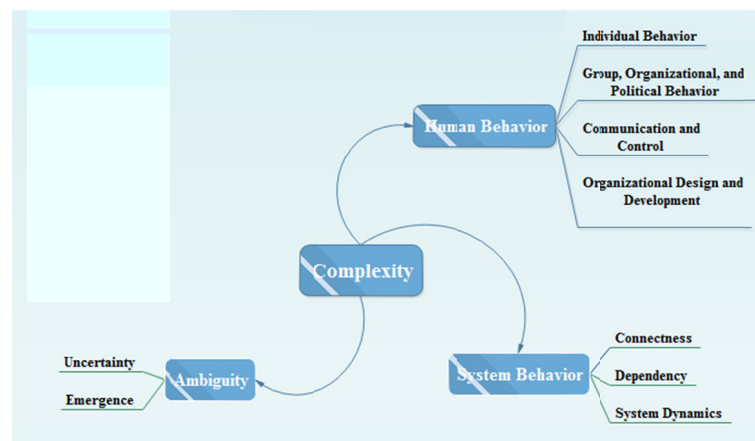 Individual Behavior
Group, Organizational, and
Political Behavior
Human Behavior
Communication and
Control
Organizational Design and
Development
Complexity
Connectness
Uncertainty
Ambiguity
System Behavior
Dependency
Emergence
System Dynamics